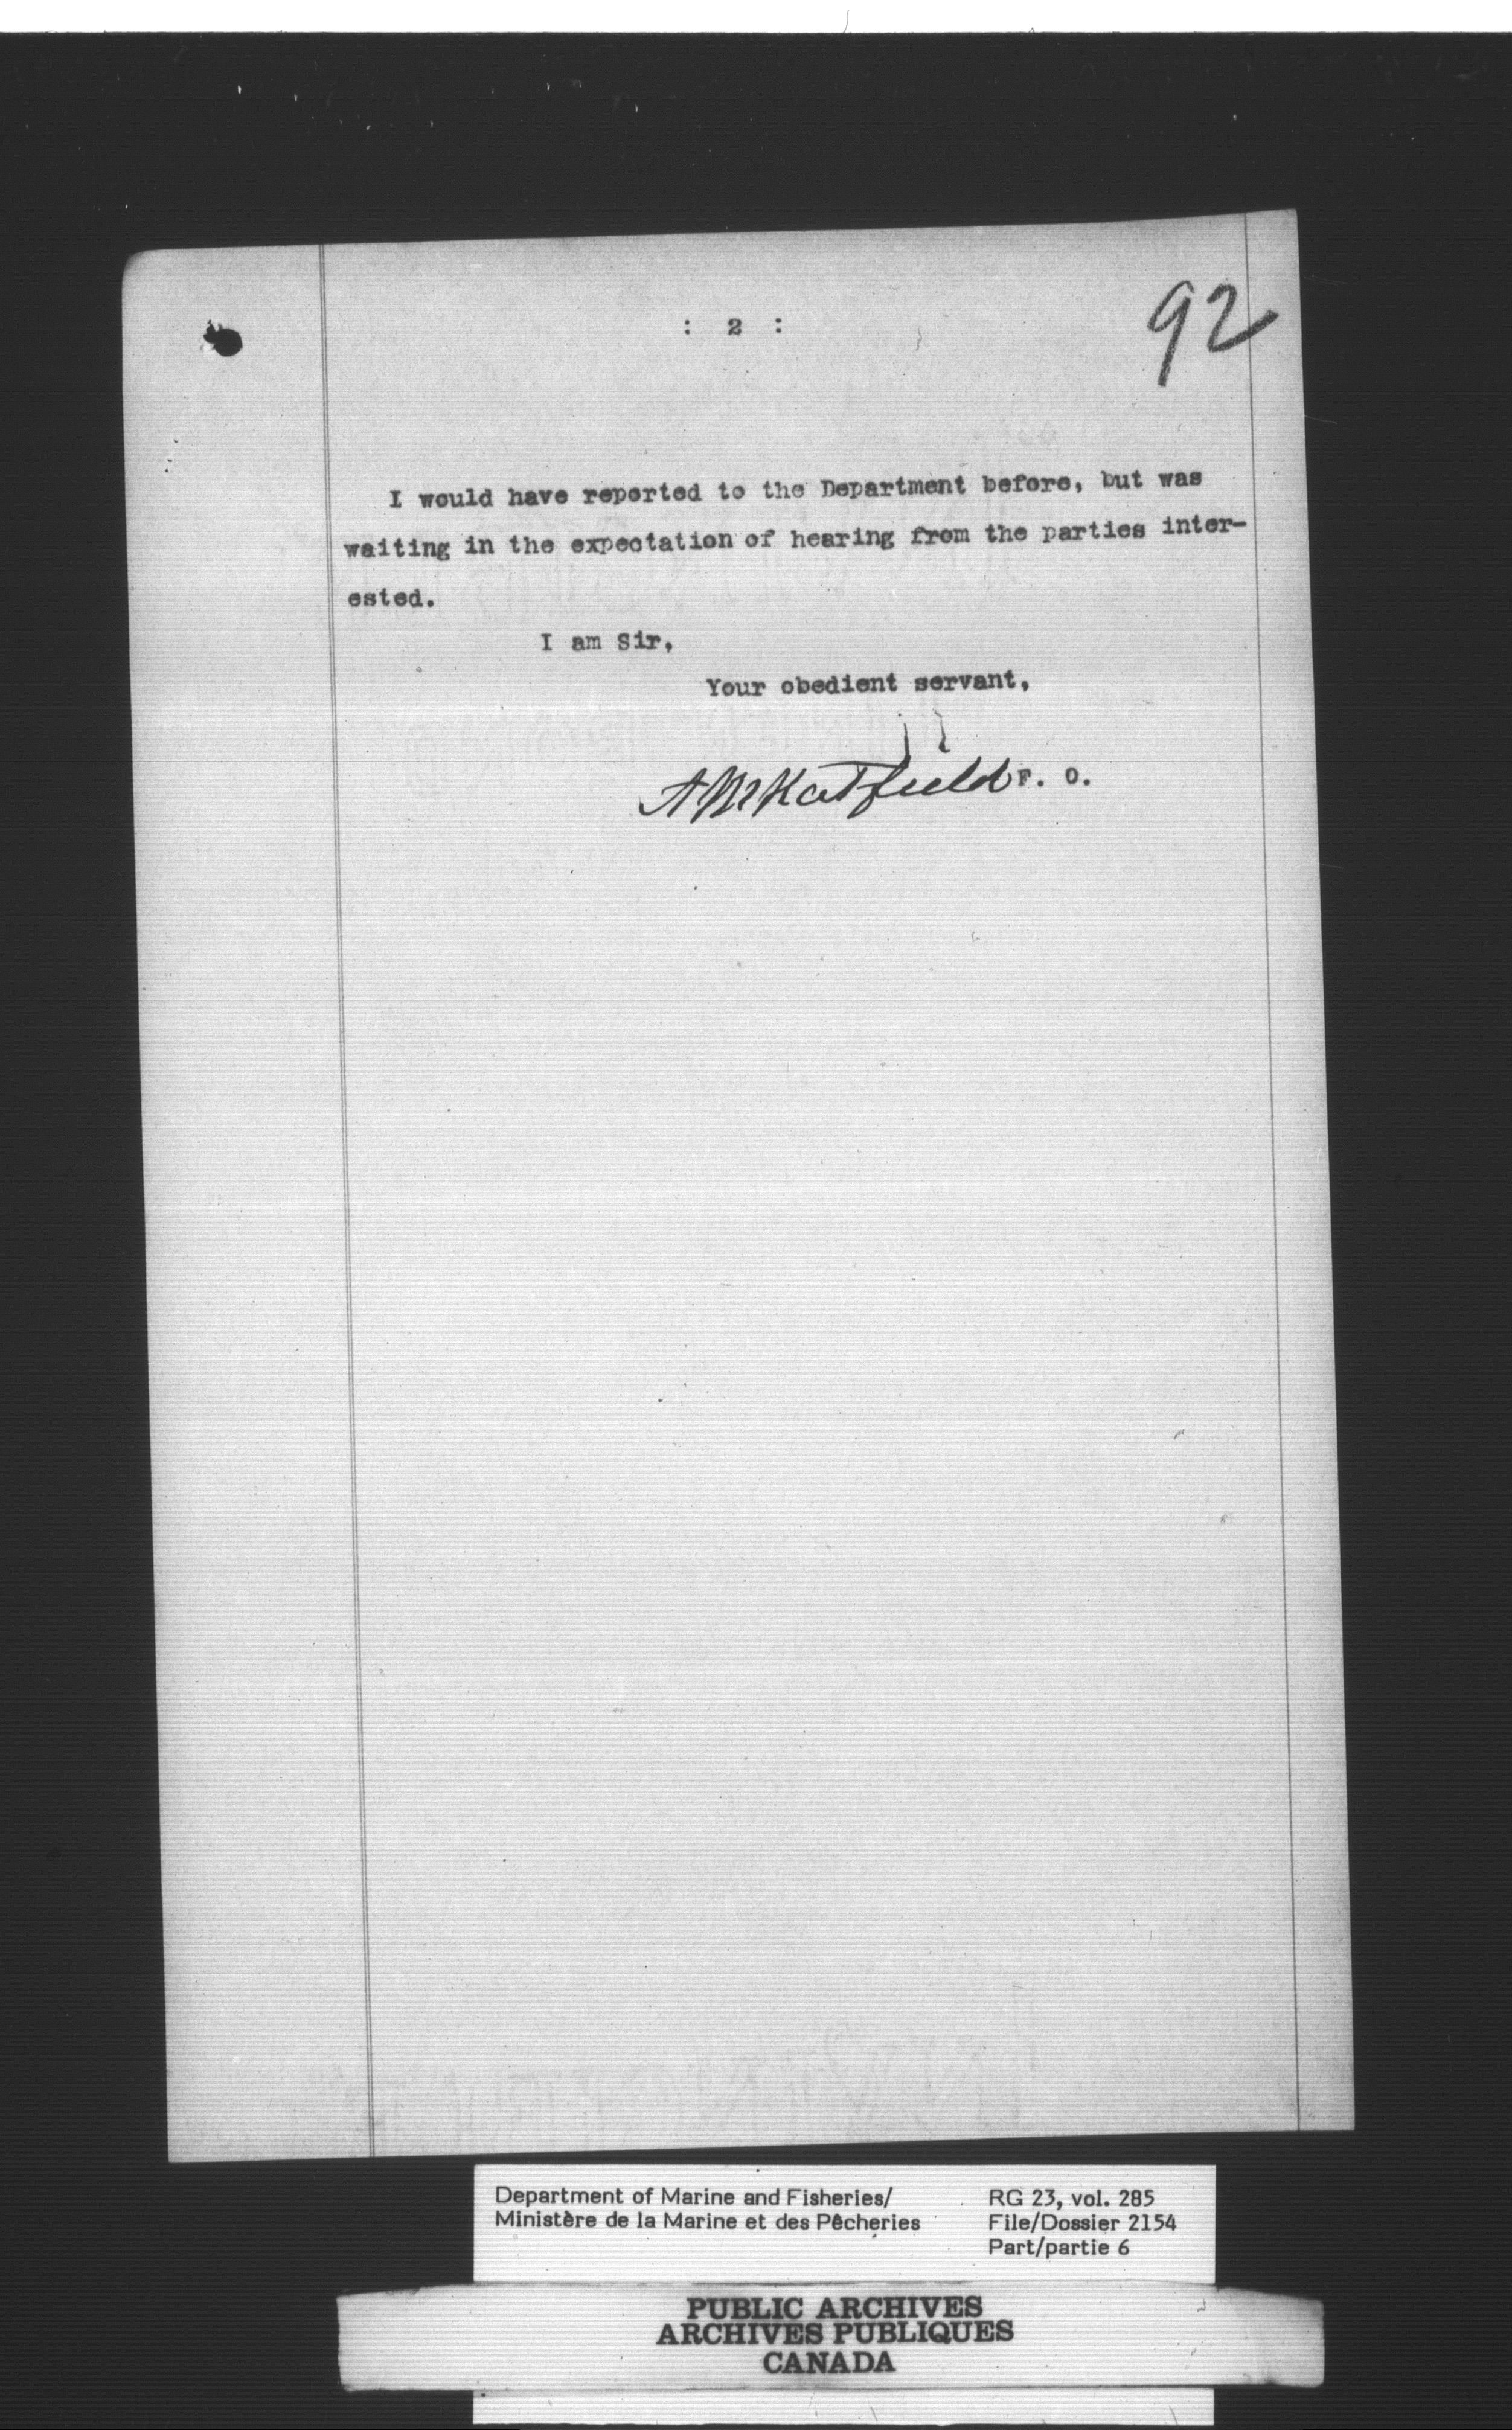 92
: 2 :
I would have reported to the Department before, but was
waiting in the expectation of hearing from the parties inter-
ested.
I am Sir,
Your obedient servant,
Hatfield F. O.
Department of Marine and Fisheries/
Ministère de la Marine et des Pêcheries
RG 23, vol. 285
File/Dossier 2154
Part/partie 6
PUBLIC ARCHIVES
ARCHIVES PUBLIQUES
CANADA